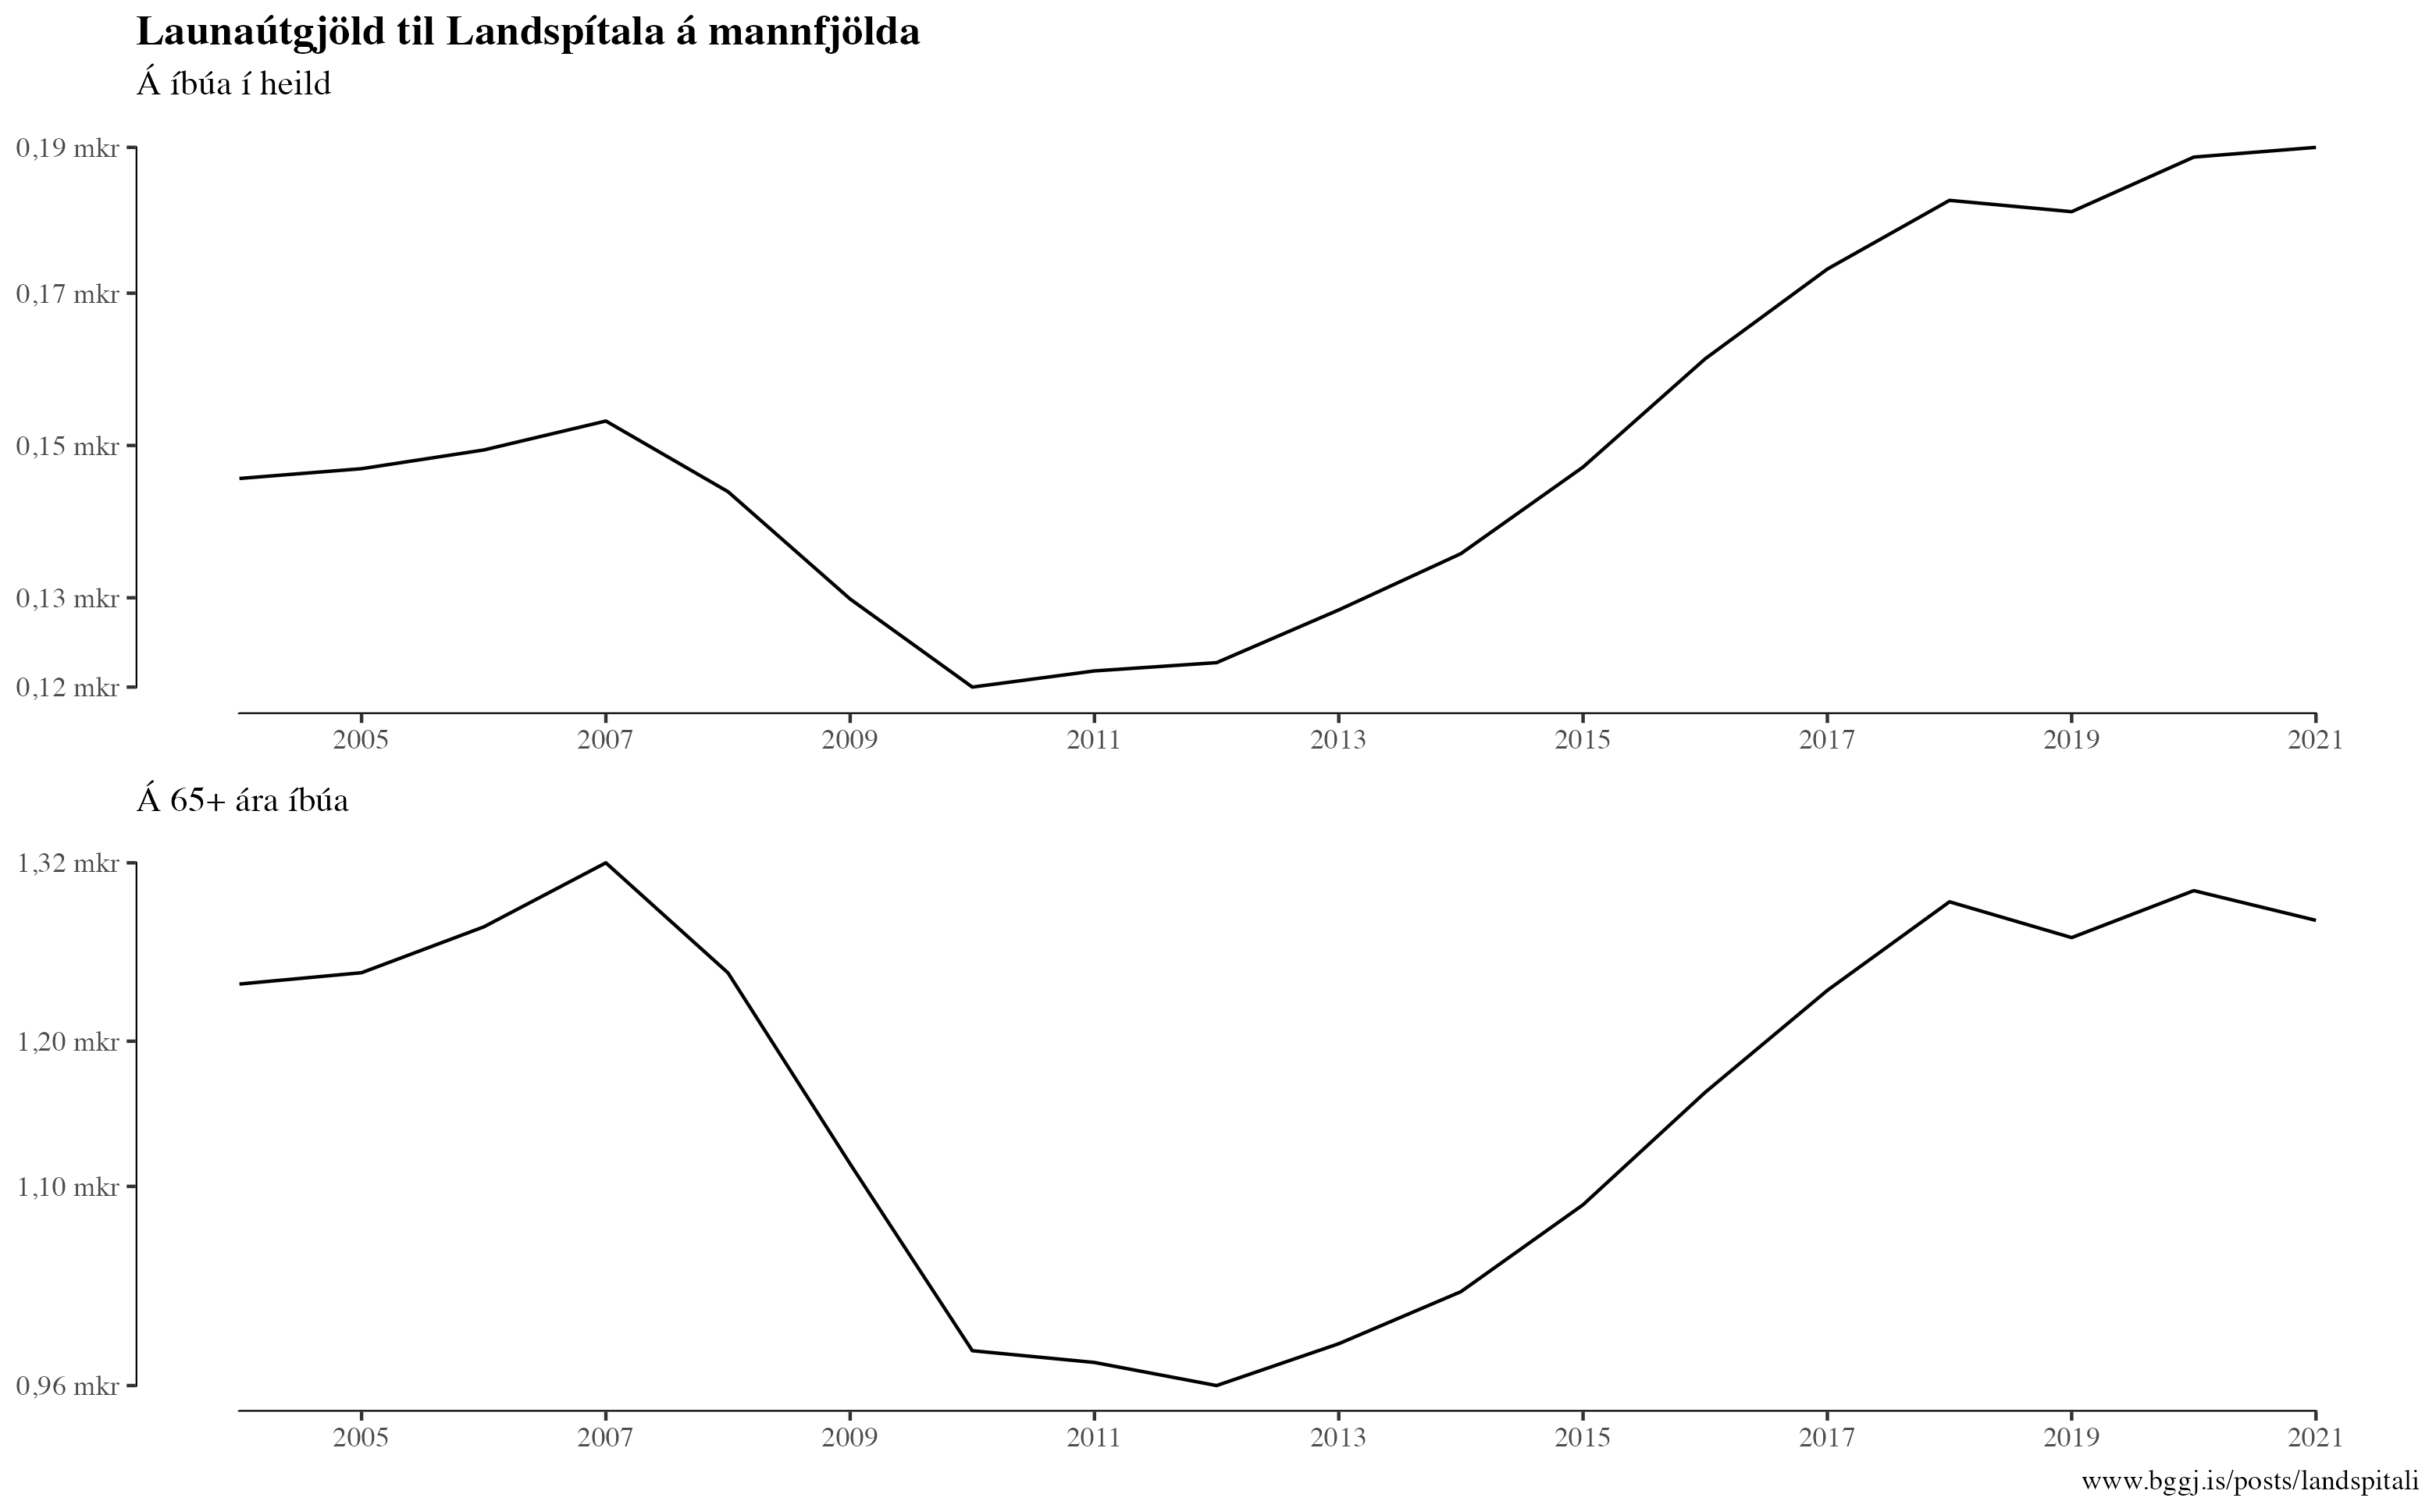 Launaútgjöld til Landspítala á mannfjölda
Á íbúa í heild
0,19 mkr
0,17 mkr
0,15 mkr
0,13 mkr
0,12 mkr
2005 2007 2009 2011 2013 2015 2017 2019 2021
Á 65+ ára íbúa
1,32 mkr
1,20 mkr
1,10 mkr
0,96 mkr
2005 2007 2009 2011 2013 2015 2017 2019 2021
www.bggj.is/posts/landspitali